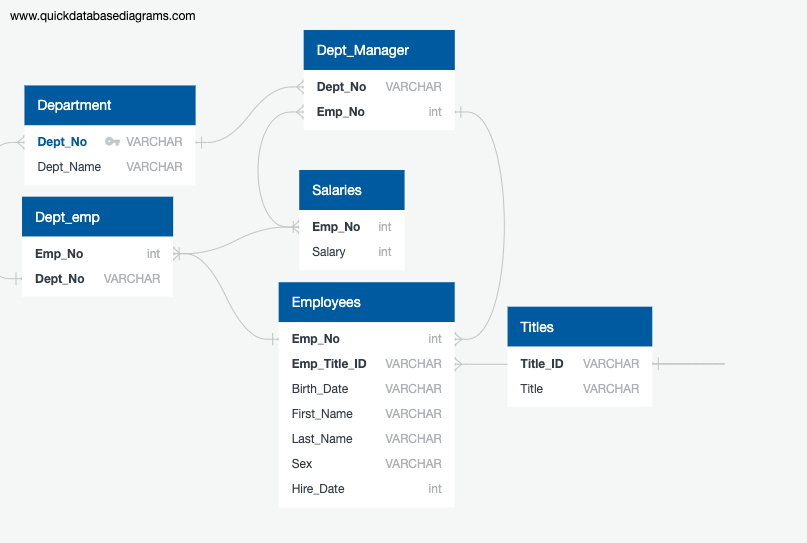 www.quickdatabasediagrams.com
Dept_Manager
Dept_No VARCHAR
Emp_No int
Department
Dept_No VARCHAR
Dept_Name VARCHAR
Salaries
Emp_No int
Salary int
Dept_emp
Emp_No int
Dept_No VARCHAR
Employees
Emp_No int
Emp_Title_ID VARCHAR
Birth_Date VARCHAR
First_Name VARCHAR
Last_Name VARCHAR
Sex VARCHAR
Hire_Date int
Titles
Title_ID VARCHAR
Title VARCHAR